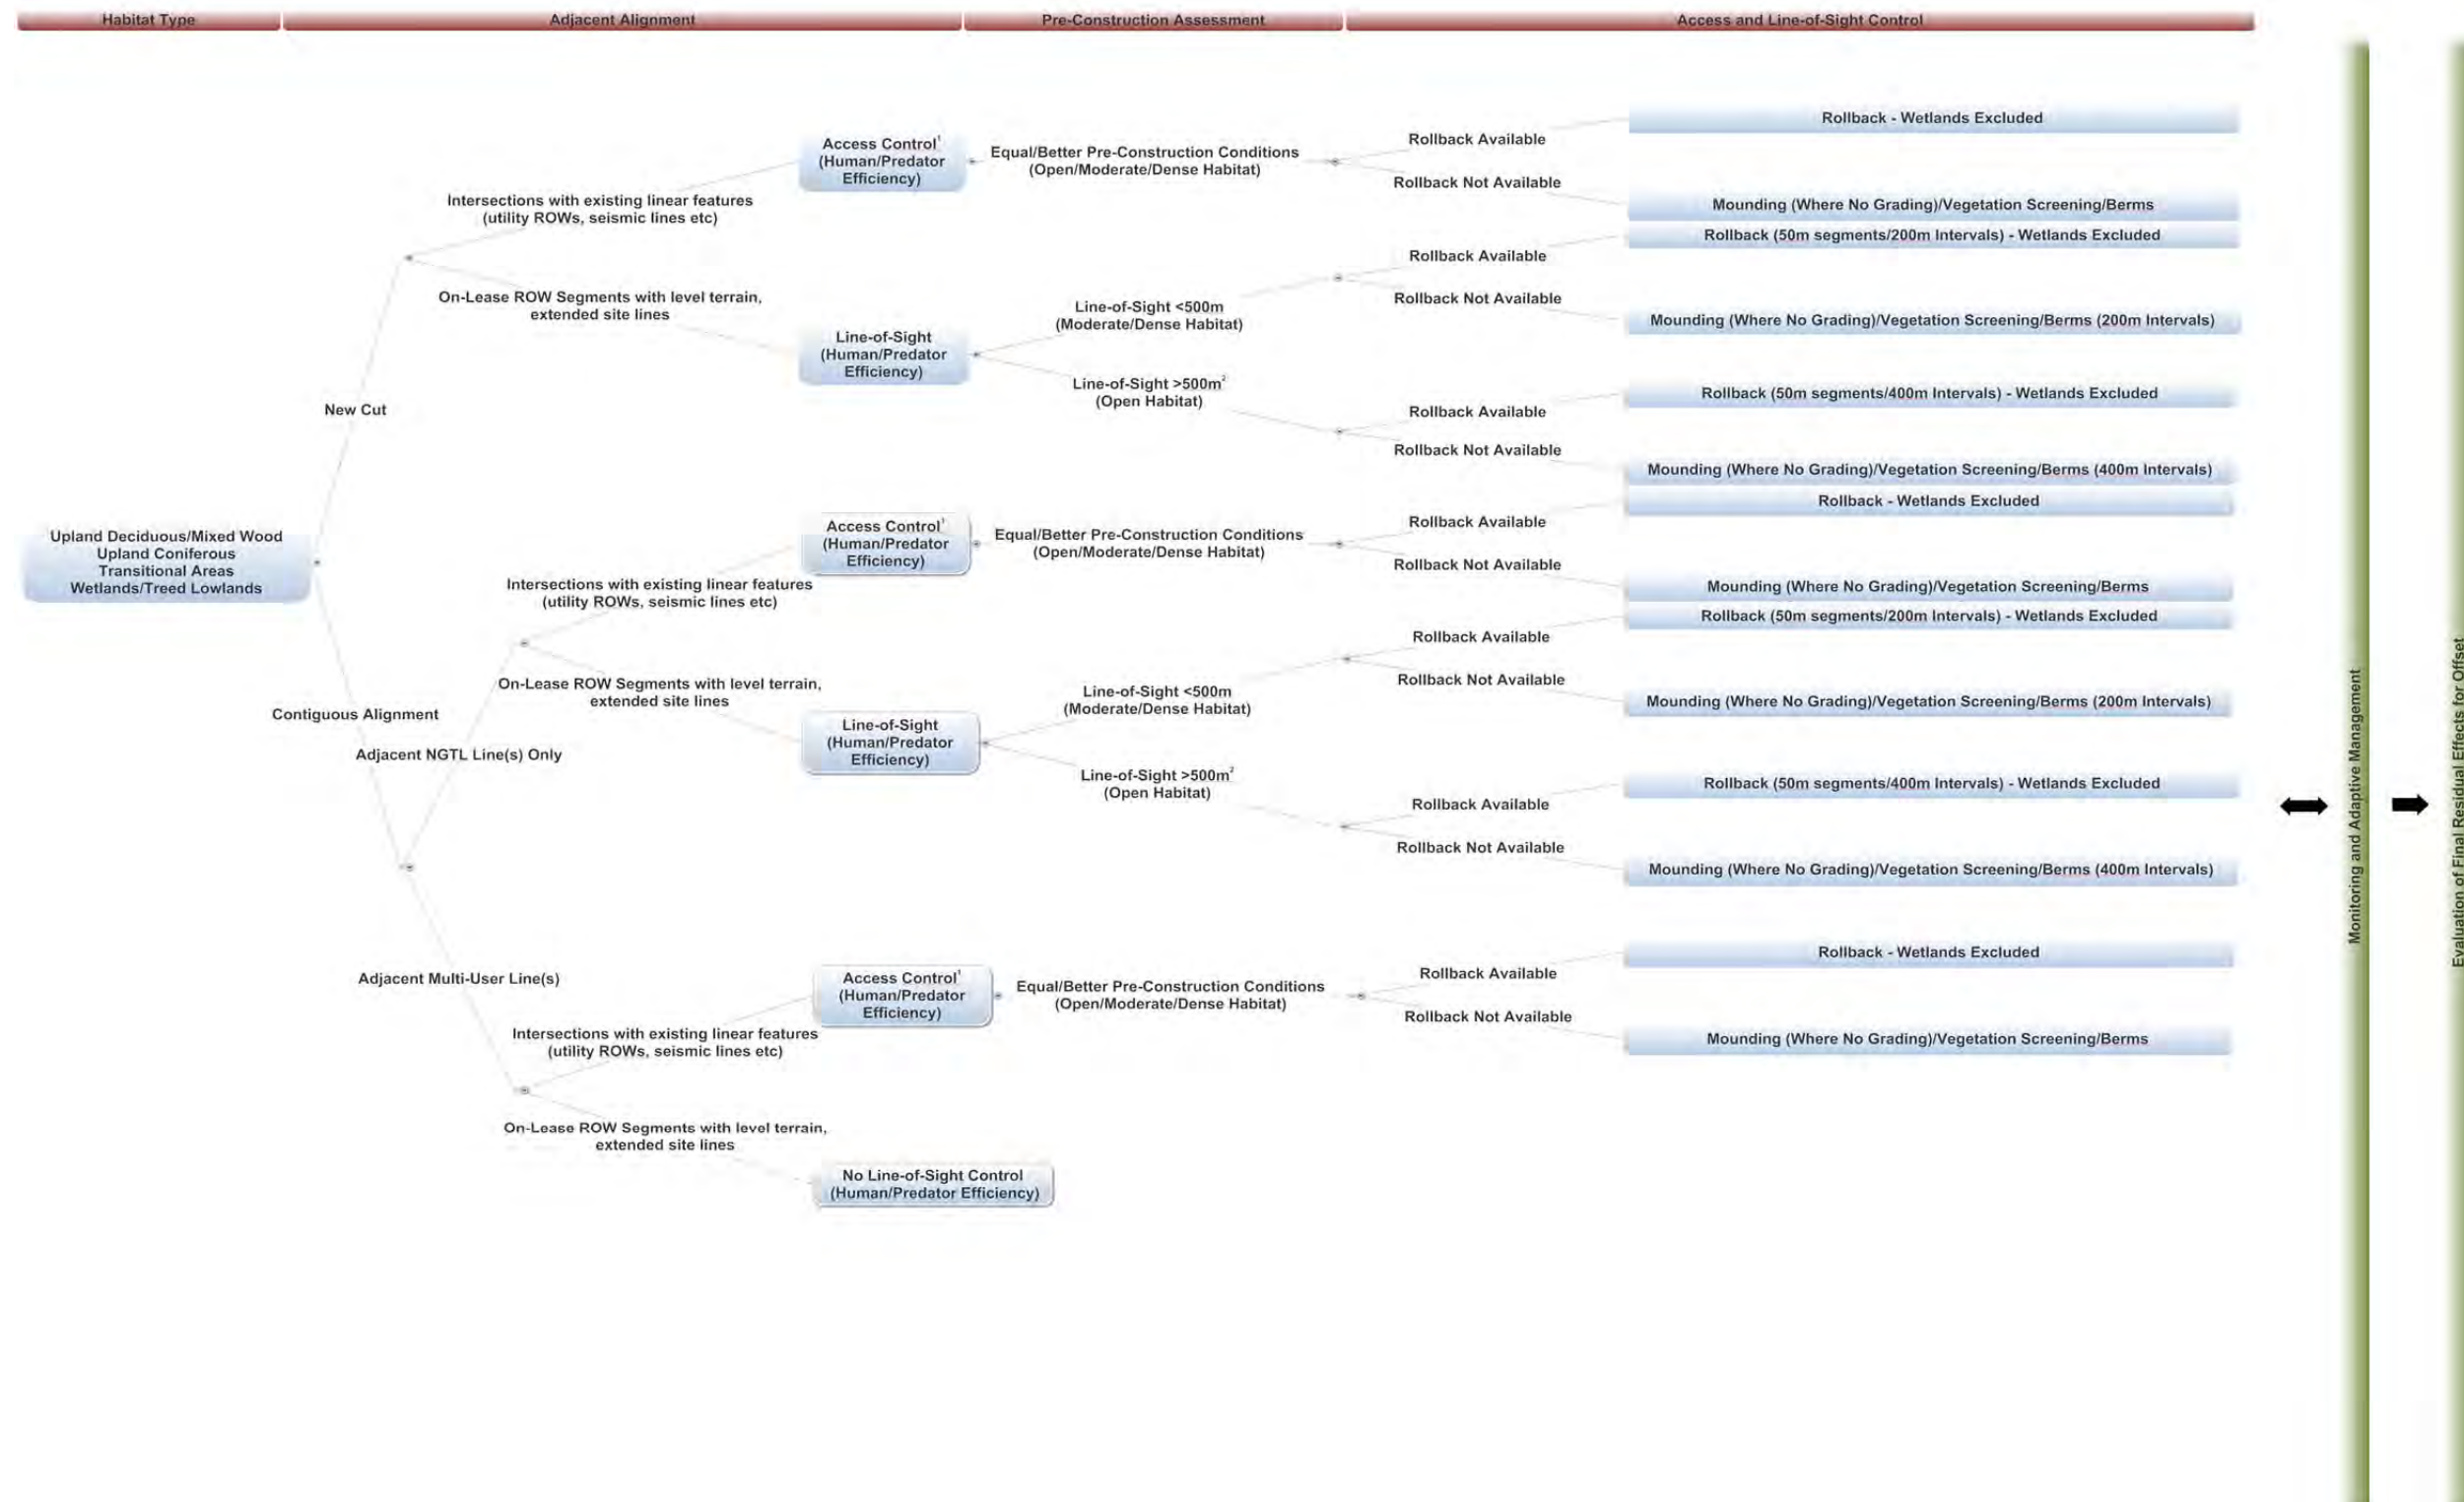 Habitat Type
Adjacent Alignment
Pre-Construction Assessment
Access and Line-of-Sight Control
Upland Deciduous/Mixed Wood
Upland Coniferous
Transitional Areas
Wetlands/Treed Lowlands
New Cut
Intersections with existing linear features
(utility ROWs, seismic lines etc)
Access Control¹
(Human/Predator
Efficiency)
Equal/Better Pre-Construction Conditions
(Open/Moderate/Dense Habitat)
Rollback Available
Rollback - Wetlands Excluded
Rollback Not Available
Mounding (Where No Grading)/Vegetation Screening/Berms
On-Lease ROW Segments with level terrain,
extended site lines
Line-of-Sight
(Human/Predator
Efficiency)
Line-of-Sight <500m
(Moderate/Dense Habitat)
Rollback Available
Rollback (50m segments/200m Intervals) - Wetlands Excluded
Rollback Not Available
Mounding (Where No Grading)/Vegetation Screening/Berms (200m Intervals)
Line-of-Sight >500m²
(Open Habitat)
Rollback Available
Rollback (50m segments/400m Intervals) - Wetlands Excluded
Rollback Not Available
Mounding (Where No Grading)/Vegetation Screening/Berms (400m Intervals)
Contiguous Alignment
Adjacent NGTL Line(s) Only
Intersections with existing linear features
(utility ROWs, seismic lines etc)
Access Control¹
(Human/Predator
Efficiency)
Equal/Better Pre-Construction Conditions
(Open/Moderate/Dense Habitat)
Rollback Available
Rollback - Wetlands Excluded
Rollback Not Available
Mounding (Where No Grading)/Vegetation Screening/Berms
On-Lease ROW Segments with level terrain,
extended site lines
Line-of-Sight
(Human/Predator
Efficiency)
Line-of-Sight <500m
(Moderate/Dense Habitat)
Rollback Available
Rollback (50m segments/200m Intervals) - Wetlands Excluded
Rollback Not Available
Mounding (Where No Grading)/Vegetation Screening/Berms (200m Intervals)
Line-of-Sight >500m²
(Open Habitat)
Rollback Available
Rollback (50m segments/400m Intervals) - Wetlands Excluded
Rollback Not Available
Mounding (Where No Grading)/Vegetation Screening/Berms (400m Intervals)
Adjacent Multi-User Line(s)
Intersections with existing linear features
(utility ROWs, seismic lines etc)
Access Control¹
(Human/Predator
Efficiency)
Equal/Better Pre-Construction Conditions
(Open/Moderate/Dense Habitat)
Rollback Available
Rollback - Wetlands Excluded
Rollback Not Available
Mounding (Where No Grading)/Vegetation Screening/Berms
On-Lease ROW Segments with level terrain,
extended site lines
No Line-of-Sight Control
(Human/Predator Efficiency)
Monitoring and Adaptive Management
Evaluation of Final Residual Effects for Offset